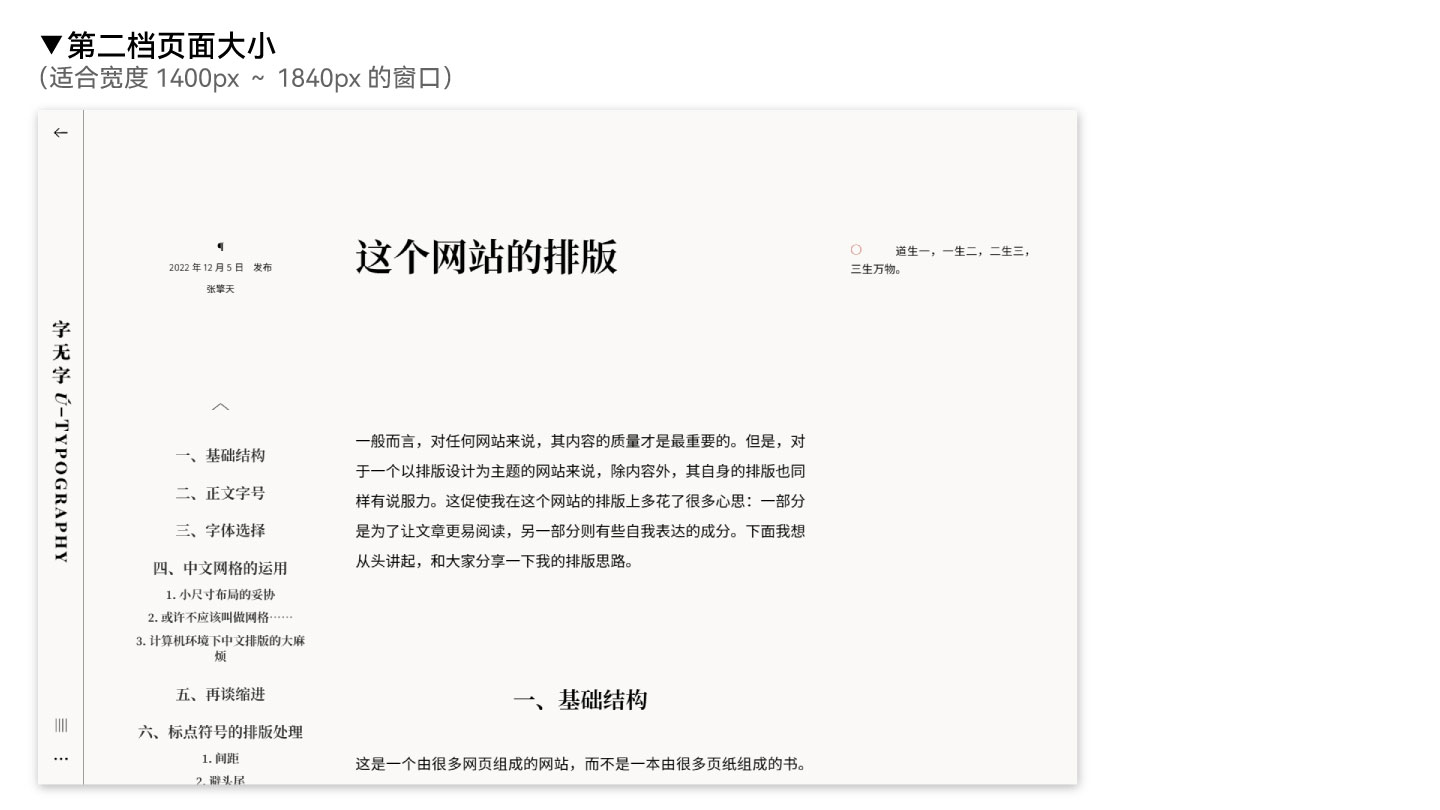 ▼第二档页面大小
（适合宽度 1400px ~ 1840px 的窗口）
←
字无字 Ú–TYPOGRAPHY
¶
2022 年 12 月 5 日　发布
张擎天
这个网站的排版
〇　　道生一，一生二，二生三，
三生万物。
一、基础结构
二、正文字号
三、字体选择
四、中文网格的运用
1. 小尺寸布局的妥协
2. 或许不应该叫做网格……
3. 计算机环境下中文排版的大麻
烦
五、再谈缩进
六、标点符号的排版处理
1. 间距
2. 避头尾
一般而言，对任何网站来说，其内容的质量才是最重要的。但是，对
于一个以排版设计为主题的网站来说，除内容外，其自身的排版也同
样有说服力。这促使我在这个网站的排版上多花了很多心思：一部分
是为了让文章更易阅读，另一部分则有些自我表达的成分。下面我想
从头讲起，和大家分享一下我的排版思路。
一、基础结构
这是一个由很多网页组成的网站，而不是一本由很多页纸组成的书。